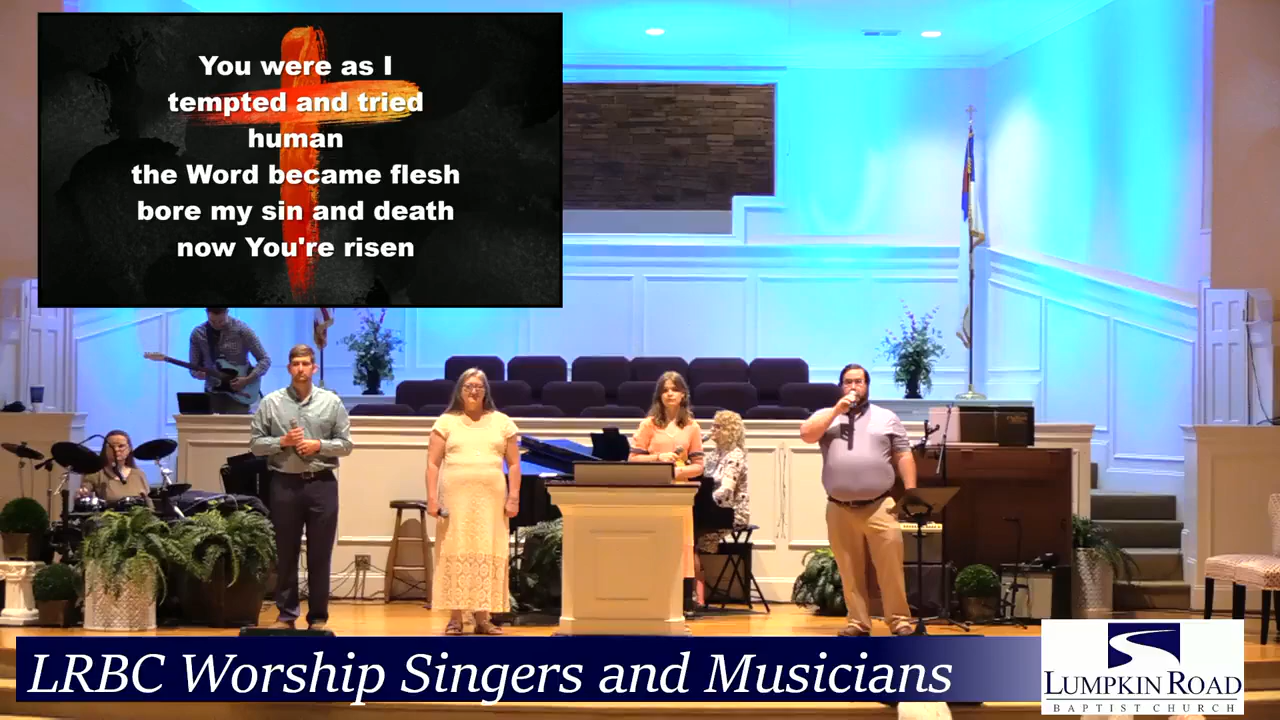 You were as I
tempted and tried
human
the Word became flesh
bore my sin and death
now You're risen
LRBC Worship Singers and Musicians
LUMPKIN ROAD
BAPTIST CHURCH